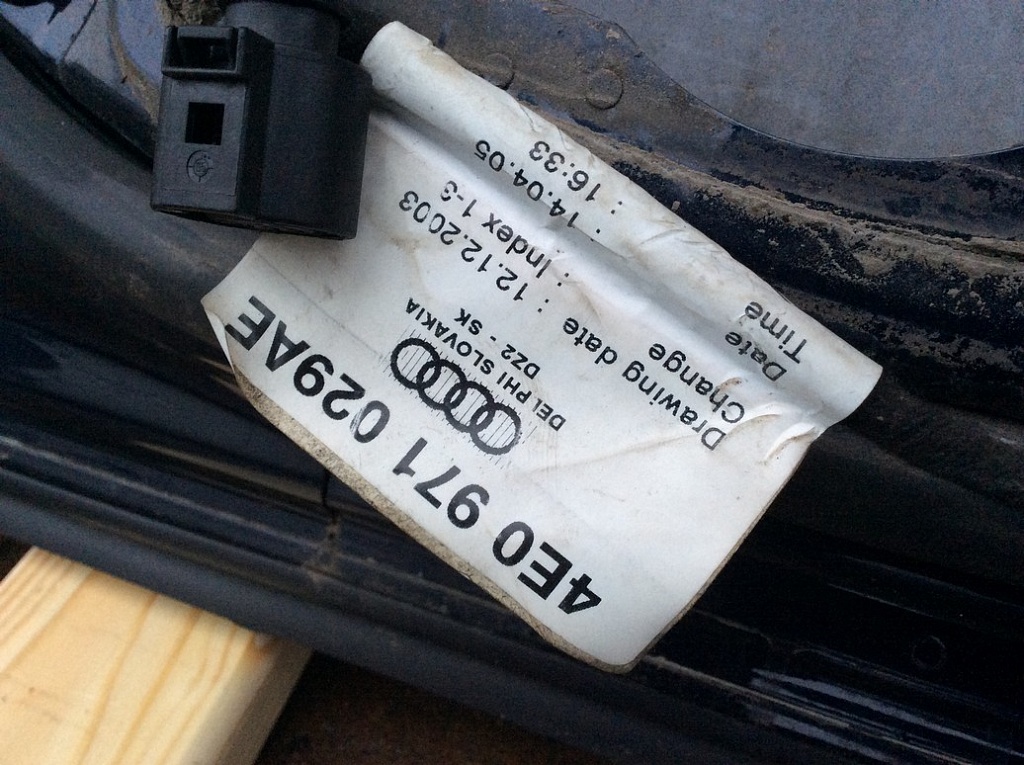 4E0 971 029AE
DELPHI SLOVAKIA
DZ2 - SK
Drawing date : 12.12.2003
Change : Index 1-3
Date : 14.04.05
Time : 16:33